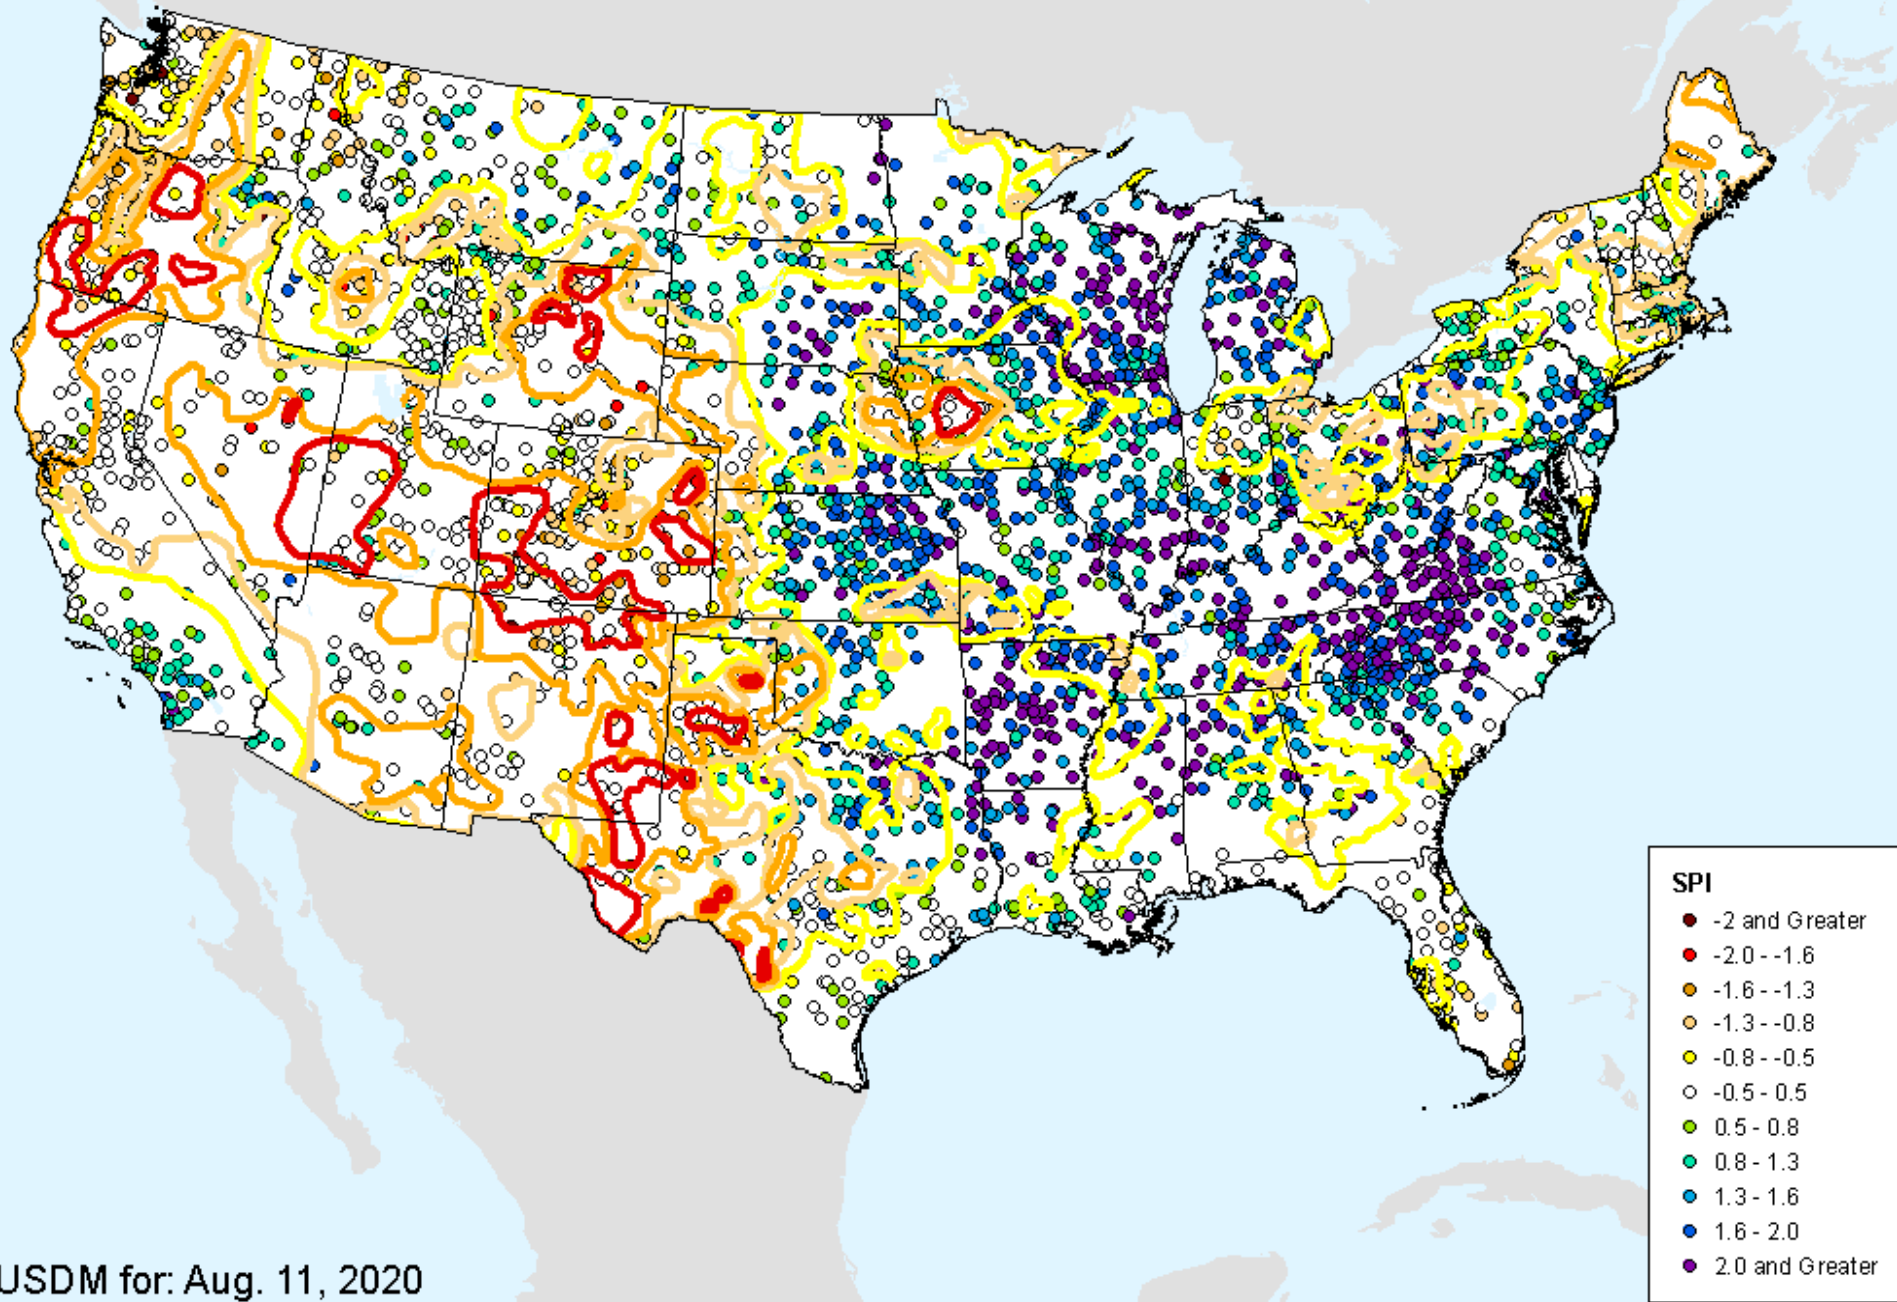 SPI
-2 and Greater
-2.0 - -1.6
-1.6 - -1.3
-1.3 - -0.8
-0.8 - -0.5
-0.5 - 0.5
0.5 - 0.8
0.8 - 1.3
1.3 - 1.6
1.6 - 2.0
2.0 and Greater
USDM for: Aug. 11, 2020